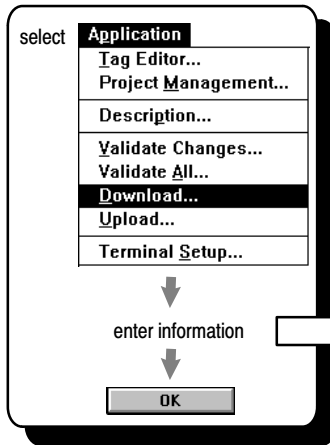 select Application
Tag Editor...
Project Management...
Description...
Validate Changes...
Validate All...
Download...
Upload...
Terminal Setup...
enter information
OK